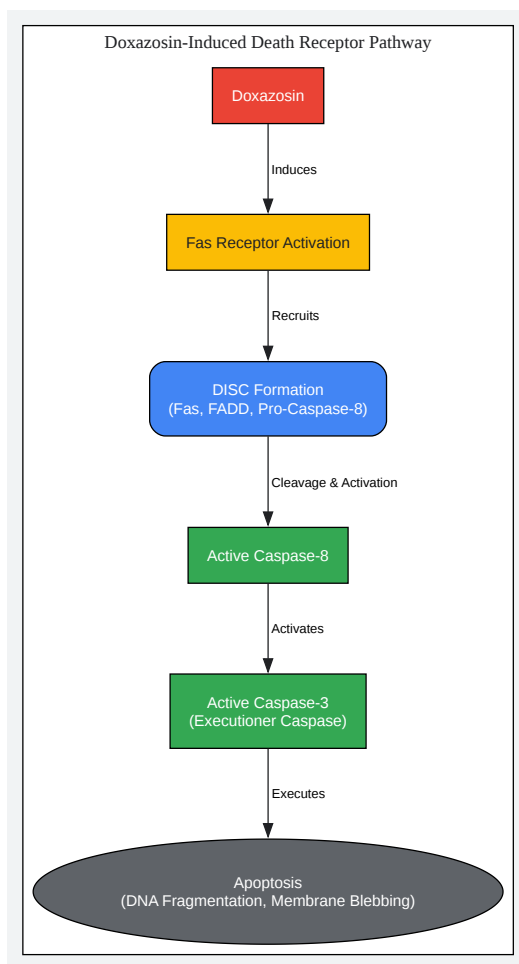 Doxazosin-Induced Death Receptor Pathway
Doxazosin
Induces
Fas Receptor Activation
Recruits
DISC Formation
(Fas, FADD, Pro-Caspase-8)
Cleavage & Activation
Active Caspase-8
Activates
Active Caspase-3
(Executioner Caspase)
Executes
Apoptosis
(DNA Fragmentation, Membrane Blebbing)